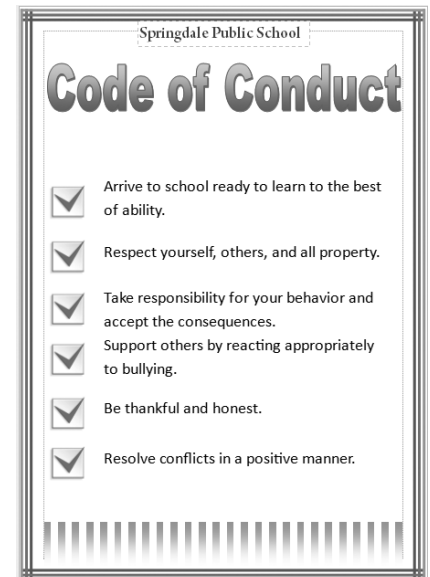 Springdale Public School
Code of Conduct
Arrive to school ready to learn to the best
of ability.
Respect yourself, others, and all property.
Take responsibility for your behavior and
accept the consequences.
Support others by reacting appropriately
to bullying.
Be thankful and honest.
Resolve conflicts in a positive manner.